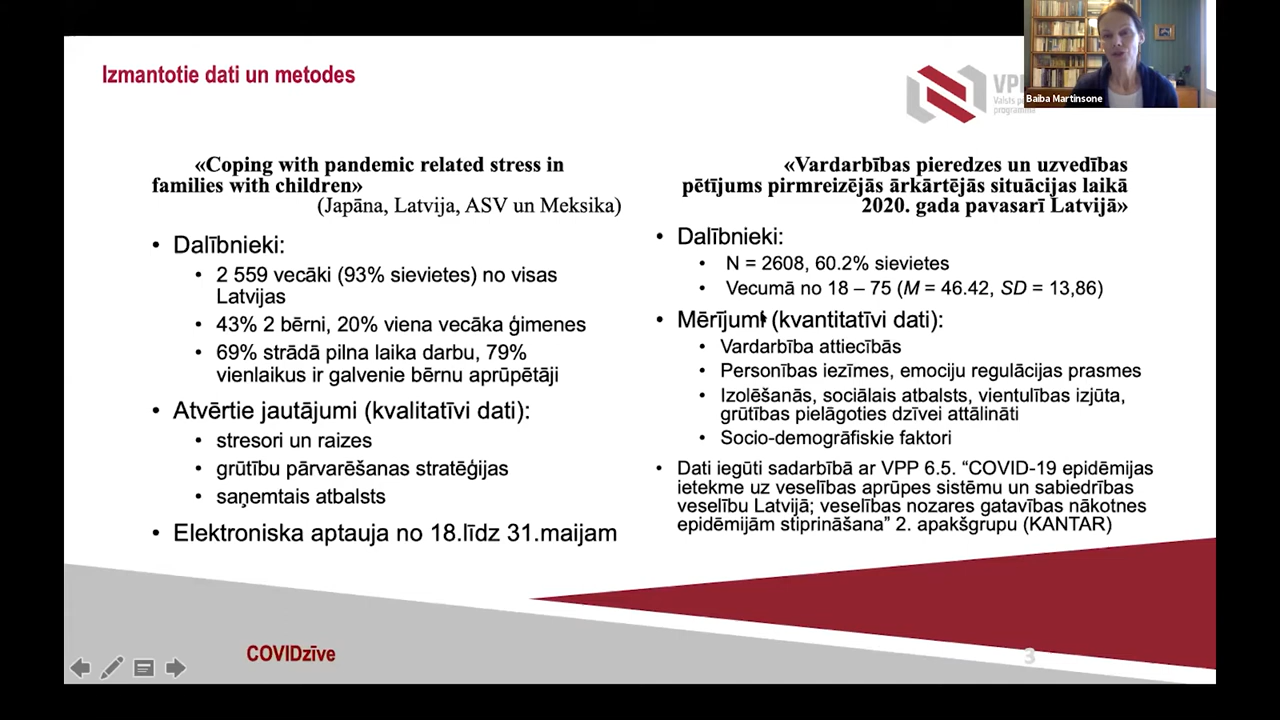 Izmantotie dati un metodes
VPP
Valsts
programma
Baiba Martinsone
«Coping with pandemic related stress in
families with children»
(Japāna, Latvija, ASV un Meksika)
• Dalībnieki:
• 2 559 vecāki (93% sievietes) no visas
Latvijas
• 43% 2 bērni, 20% viena vecāka ģimenes
• 69% strādā pilna laika darbu, 79%
vienlaikus ir galvenie bērnu aprūpētāji
• Atvērtie jautājumi (kvalitatīvi dati):
• stresori un raizes
• grūtību pārvarēšanas stratēģijas
• saņemtais atbalsts
• Elektroniska aptauja no 18.līdz 31.maijam
«Vardarbības pieredzes un uzvedības
pētījums pirmreizējās ārkārtējās situācijas laikā
2020. gada pavasarī Latvijā»
• Dalībnieki:
• N = 2608, 60.2% sievietes
• Vecumā no 18 – 75 (M = 46.42, SD = 13,86)
• Mērījumi (kvantitatīvi dati):
• Vardarbība attiecībās
• Personības iezīmes, emociju regulācijas prasmes
• Izolēšanās, sociālais atbalsts, vientulības izjūta,
grūtības pielāgoties dzīvei attālināti
• Socio-demogrāfiskie faktori
• Dati iegūti sadarbībā ar VPP 6.5. “COVID-19 epidēmijas
ietekme uz veselības aprūpes sistēmu un sabiedrības
veselību Latvijā; veselības nozares gatavības nākotnes
epidēmijām stiprināšana” 2. apakšgrupu (KANTAR)
COVIDzīve
3